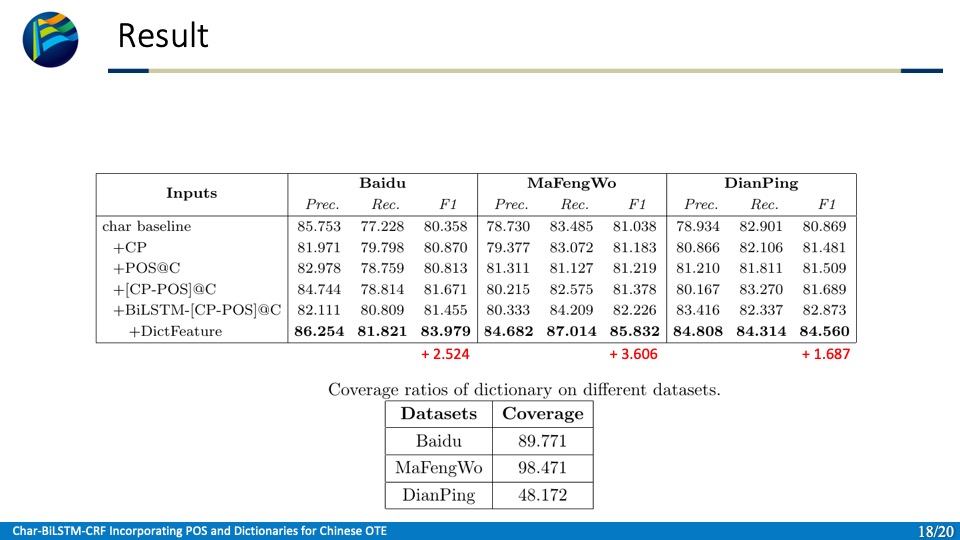 Result
Inputs Baidu MaFengWo DianPing
Prec. Rec. F1 Prec. Rec. F1 Prec. Rec. F1
char baseline 85.753 77.228 80.358 78.730 83.485 81.038 78.934 82.901 80.869
+CP 81.971 79.798 80.870 79.377 83.072 81.183 80.866 82.106 81.481
+POS@C 82.978 78.759 80.813 81.311 81.127 81.219 81.210 81.811 81.509
+[CP-POS]@C 84.744 78.814 81.671 80.215 82.575 81.378 80.167 83.270 81.689
+BiLSTM-[CP-POS]@C 82.111 80.809 81.455 80.333 84.209 82.226 83.416 82.337 82.873
+DictFeature 86.254 81.821 83.979 84.682 87.014 85.832 84.808 84.314 84.560
+ 2.524 + 3.606 + 1.687
Coverage ratios of dictionary on different datasets.
Datasets Coverage
Baidu 89.771
MaFengWo 98.471
DianPing 48.172
Char-BiLSTM-CRF Incorporating POS and Dictionaries for Chinese OTE 18/20